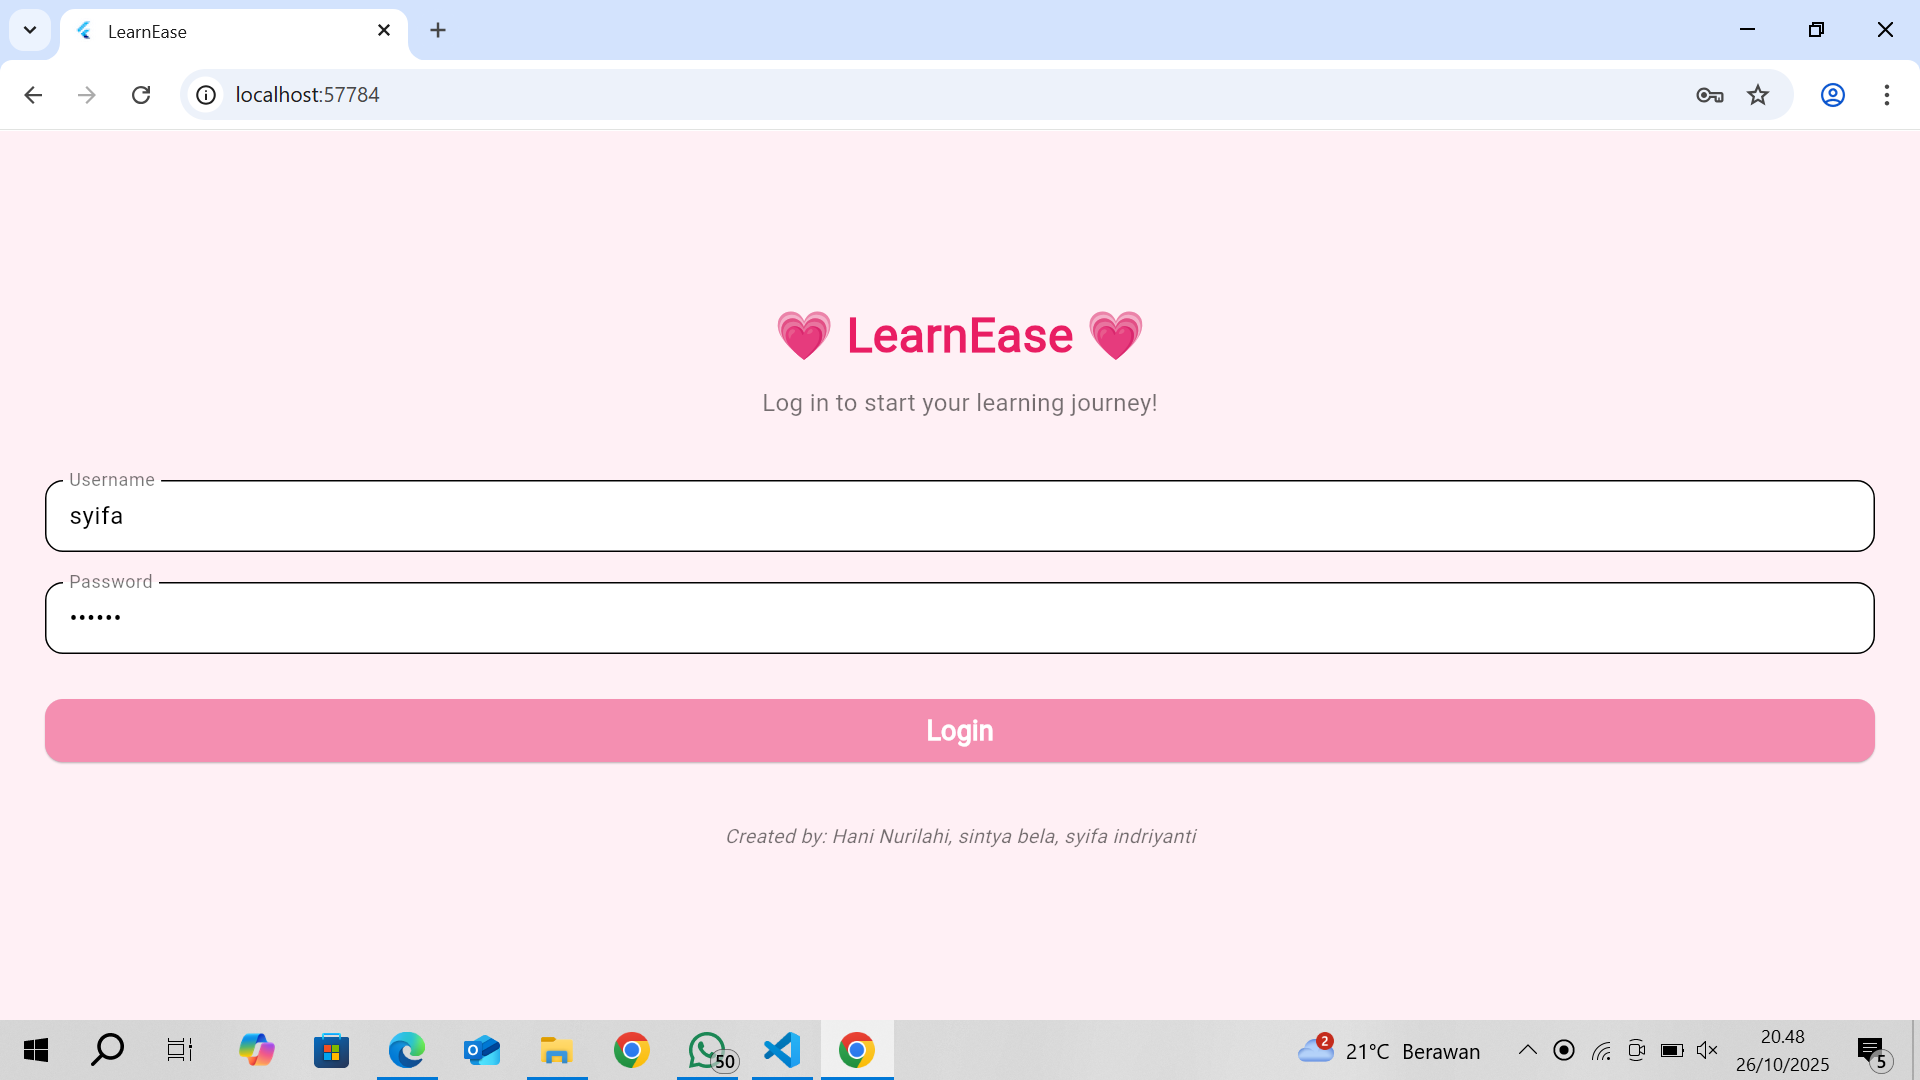 LearnEase
localhost:57784
💗 LearnEase 💗
Log in to start your learning journey!
Username
syifa
Password
••••••
Login
Created by: Hani Nurilahi, sintya bela, syifa indriyanti
50
2
21°C Berawan
20.48
26/10/2025
5